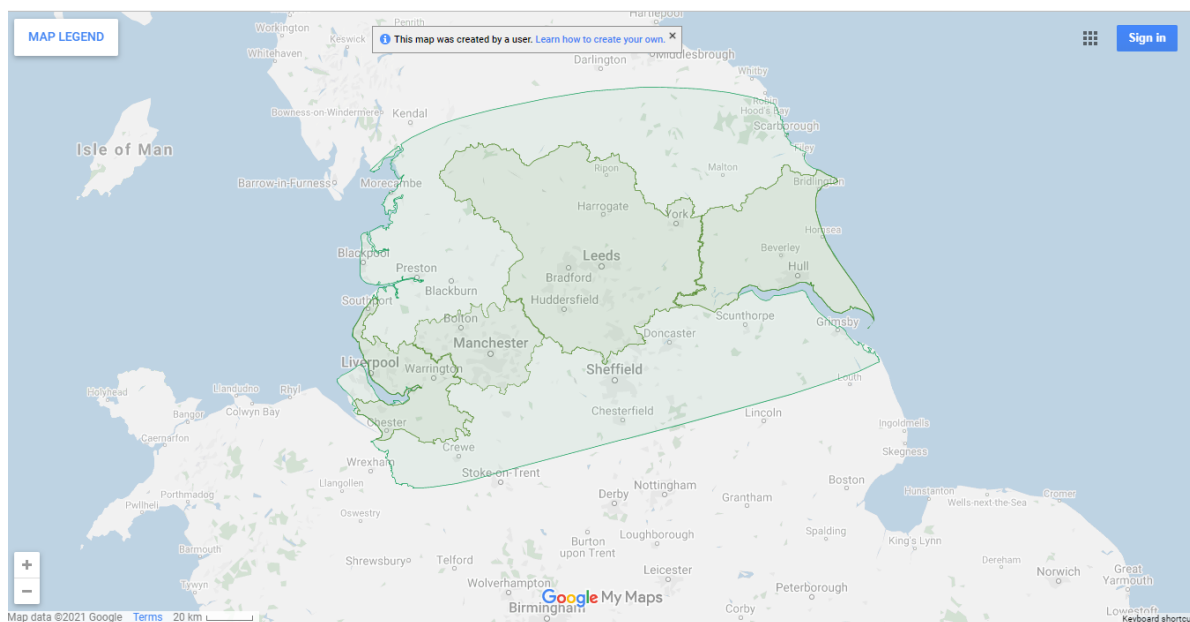 MAP LEGEND
This map was created by a user. Learn how to create your own.
Sign in
Hartlepool
Workington
Penrith
Keswick
Whitehaven
Darlington
Middlesbrough
Whitby
Bowness-on-Windermere
Kendal
Robin
Hood's Bay
Scarborough
Isle of Man
Filey
Barrow-in-Furness
Morecambe
Ripon
Malton
Bridlington
Harrogate
York
Hornsea
Blackpool
Preston
Leeds
Beverley
Bradford
Hull
Blackburn
Southport
Huddersfield
Bolton
Scunthorpe
Grimsby
Manchester
Doncaster
Liverpool
Warrington
Sheffield
Louth
Holyhead
Llandudno
Rhyl
Bangor
Colwyn Bay
Chester
Chesterfield
Lincoln
Ingoldmells
Caernarfon
Crewe
Skegness
Wrexham
Stoke-on-Trent
Llangollen
Nottingham
Boston
Porthmadog
Derby
Grantham
Hunstanton
Cromer
Pwllheli
Wells-next-the-Sea
Oswestry
Burton
upon Trent
Loughborough
Spalding
King's Lynn
Barmouth
Shrewsbury
Telford
Leicester
Dereham
Norwich
Great
Yarmouth
Tywyn
Wolverhampton
Peterborough
Google My Maps
Birmingham
Corby
Lowestoft
Map data ©2021 Google Terms 20 km
Keyboard shortcu